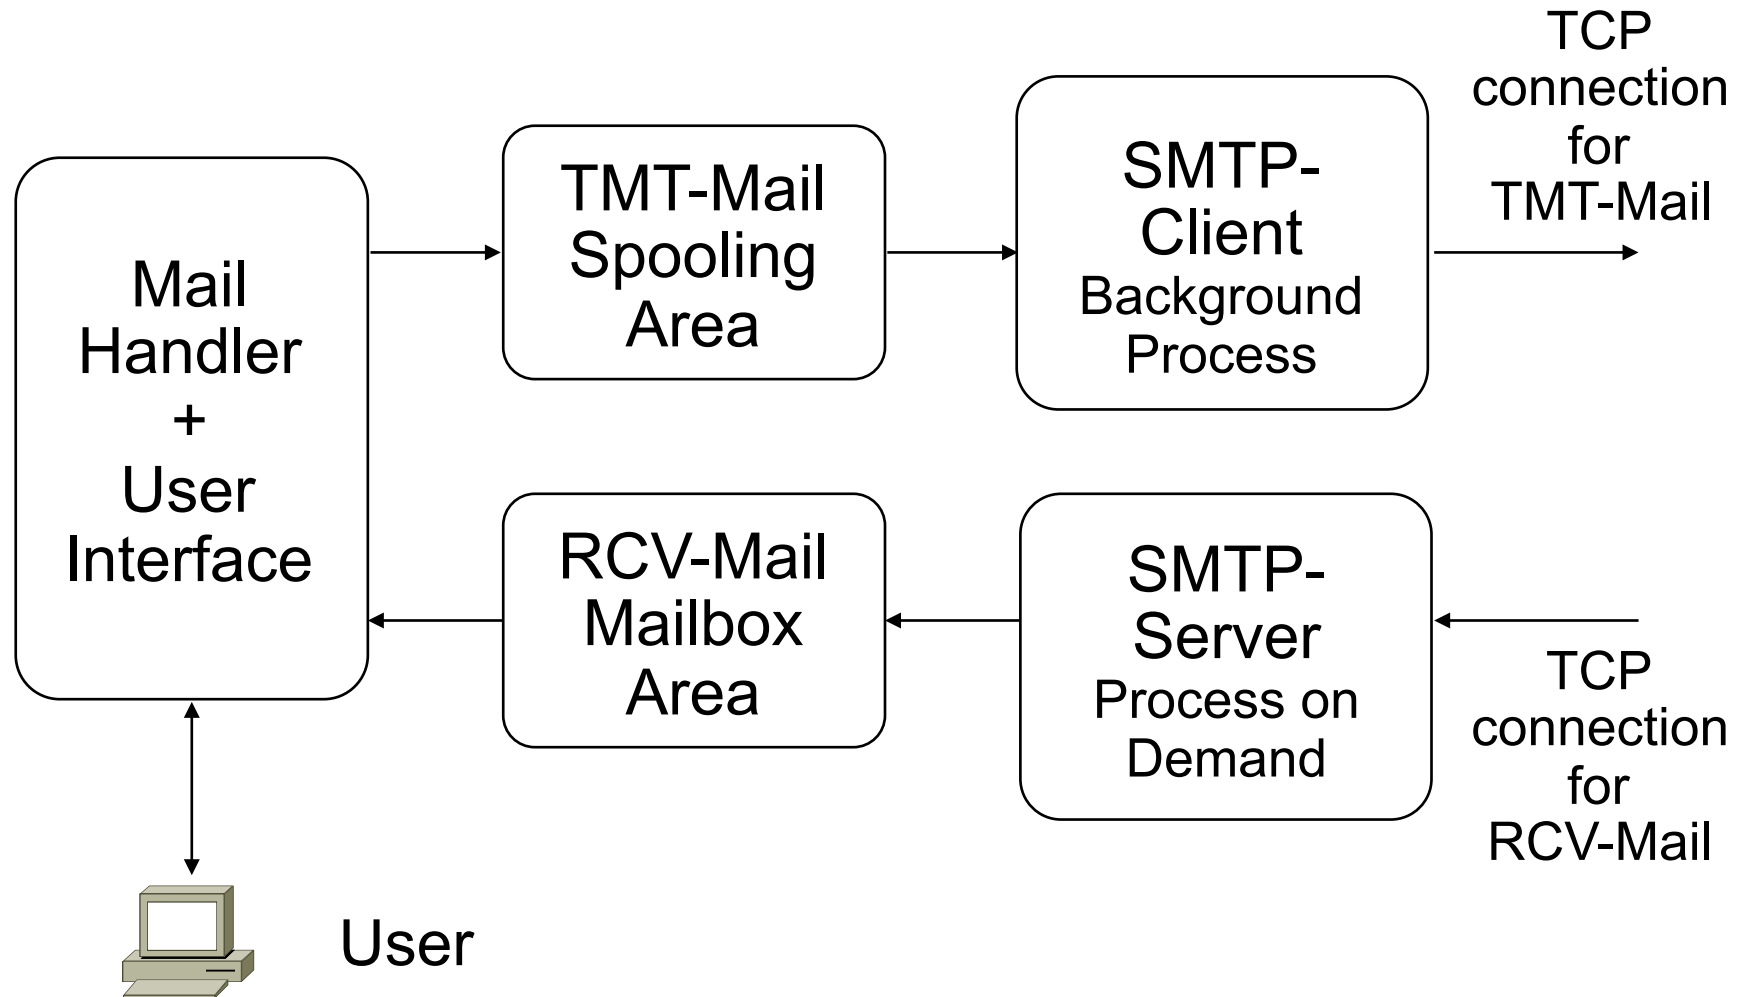 Mail
Handler
+
User
Interface
TMT-Mail
Spooling
Area
SMTP-
Client
Background
Process
TCP
connection
for
TMT-Mail
RCV-Mail
Mailbox
Area
SMTP-
Server
Process on
Demand
TCP
connection
for
RCV-Mail
User